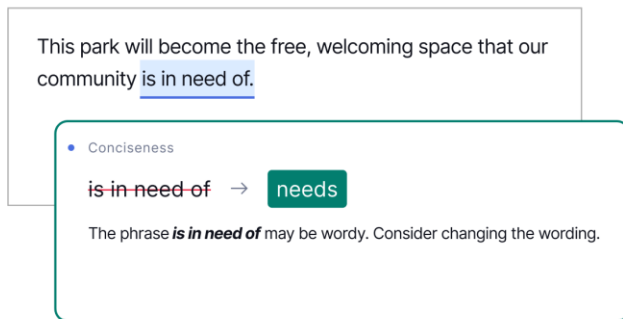 This park will become the free, welcoming space that our
community is in need of.
Conciseness
is in need of → needs
The phrase is in need of may be wordy. Consider changing the wording.